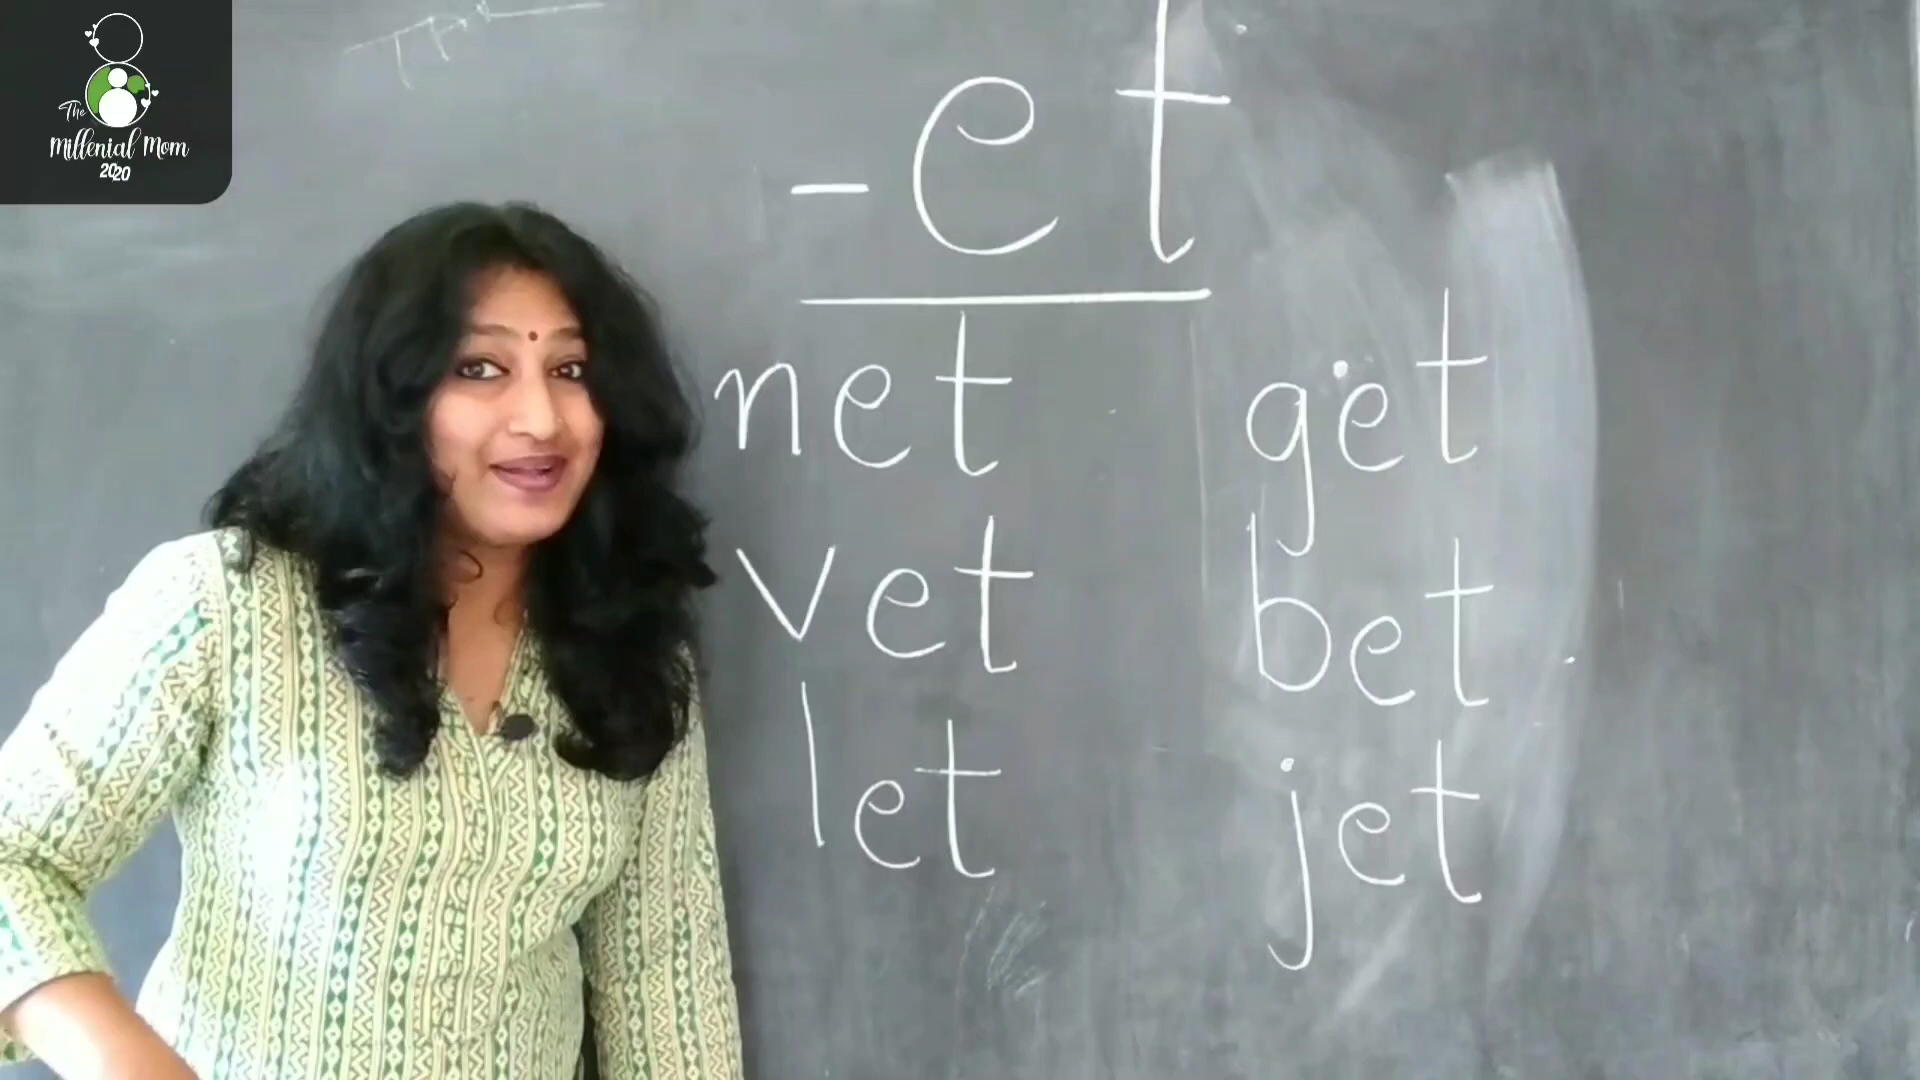 The
Millenial Mom
2020
-et
net get
vet bet
let jet